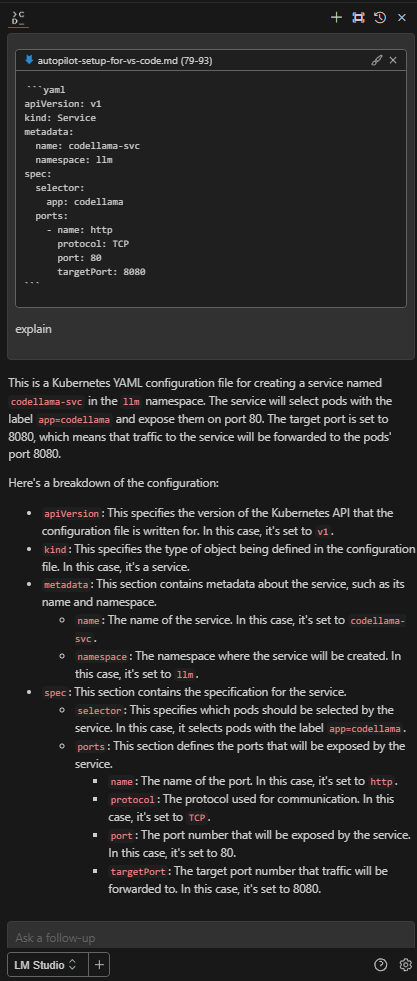 >C
D_
autopilot-setup-for-vs-code.md (79-93)
```yaml
apiVersion: v1
kind: Service
metadata:
  name: codellama-svc
  namespace: llm
spec:
  selector:
    app: codellama
  ports:
    - name: http
      protocol: TCP
      port: 80
      targetPort: 8080
```
explain
This is a Kubernetes YAML configuration file for creating a service named
codellama-svc in the llm namespace. The service will select pods with the
label app=codellama and expose them on port 80. The target port is set to
8080, which means that traffic to the service will be forwarded to the pods'
port 8080.
Here's a breakdown of the configuration:
• apiVersion: This specifies the version of the Kubernetes API that the
configuration file is written for. In this case, it's set to v1.
• kind: This specifies the type of object being defined in the configuration
file. In this case, it's a service.
• metadata: This section contains metadata about the service, such as its
name and namespace.
◦ name: The name of the service. In this case, it's set to codellama-
svc.
◦ namespace: The namespace where the service will be created. In
this case, it's set to llm.
• spec: This section contains the specification for the service.
◦ selector: This specifies which pods should be selected by the
service. In this case, it selects pods with the label app=codellama.
◦ ports: This section defines the ports that will be exposed by the
service.
▪ name: The name of the port. In this case, it's set to http.
▪ protocol: The protocol used for communication. In this
case, it's set to TCP.
▪ port: The port number that will be exposed by the service.
In this case, it's set to 80.
▪ targetPort: The target port number that traffic will be
forwarded to. In this case, it's set to 8080.
Ask a follow-up
LM Studio